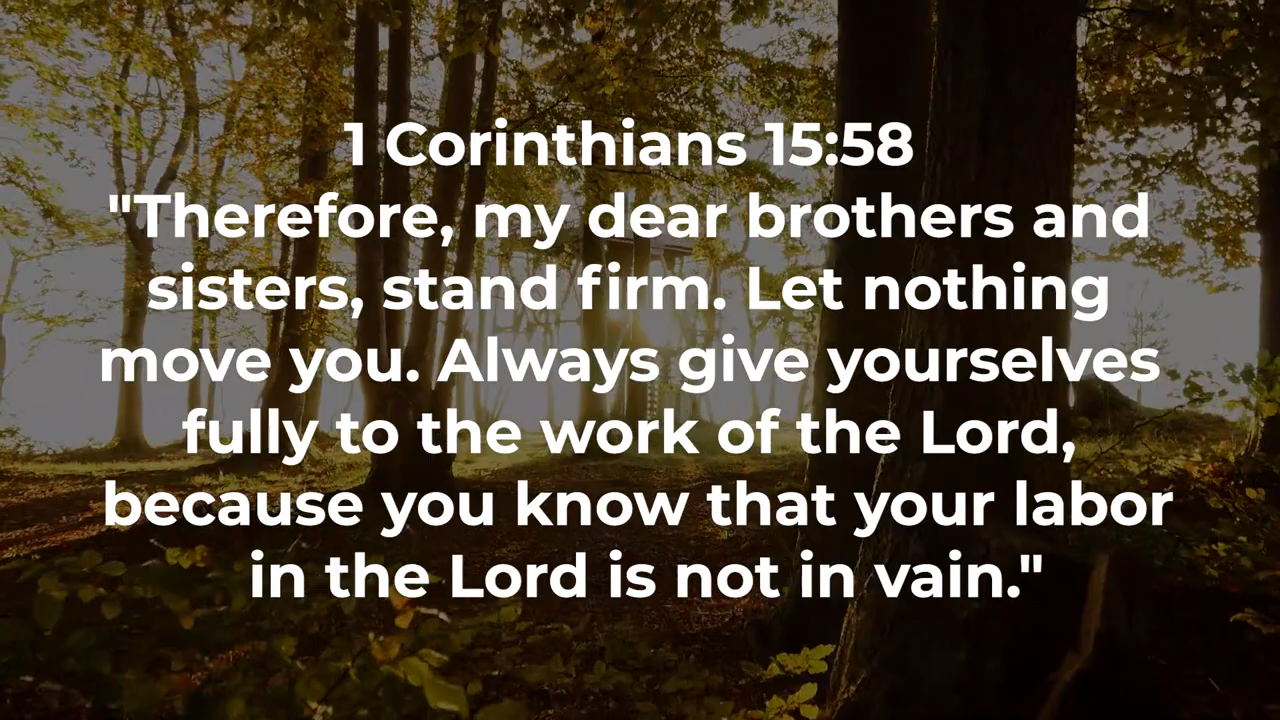 1 Corinthians 15:58
"Therefore, my dear brothers and
sisters, stand firm. Let nothing
move you. Always give yourselves
fully to the work of the Lord,
because you know that your labor
in the Lord is not in vain."